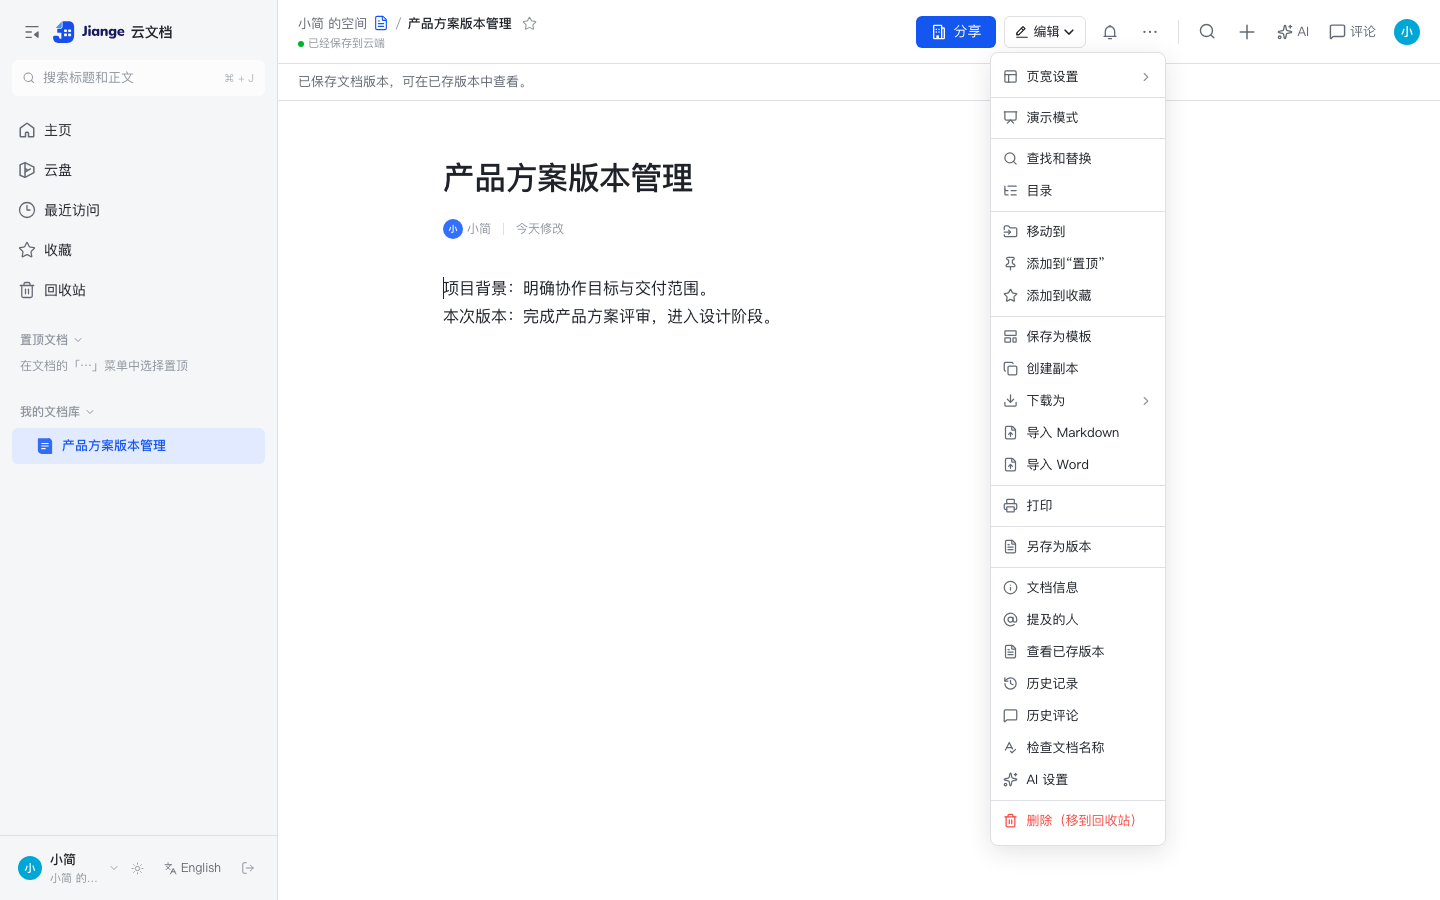 Jiange 云文档
搜索标题和正文
⌘ + J
主页
云盘
最近访问
收藏
回收站
置顶文档
在文档的「…」菜单中选择置顶
我的文档库
产品方案版本管理
小
小简
小简 的...
English
小简 的空间 / 产品方案版本管理
已经保存到云端
分享
编辑
AI
评论
小
已保存文档版本，可在已存版本中查看。
产品方案版本管理
小 小简 | 今天修改
项目背景：明确协作目标与交付范围。
本次版本：完成产品方案评审，进入设计阶段。
页宽设置
演示模式
查找和替换
目录
移动到
添加到“置顶”
添加到收藏
保存为模板
创建副本
下载为
导入 Markdown
导入 Word
打印
另存为版本
文档信息
提及的人
查看已存版本
历史记录
历史评论
检查文档名称
AI 设置
删除（移到回收站）